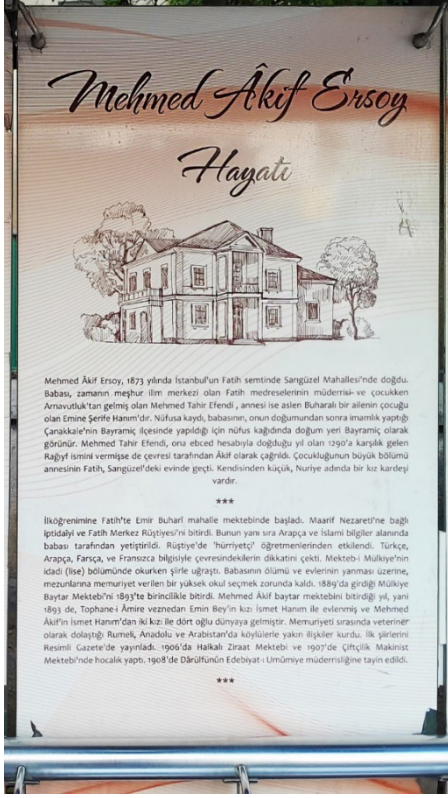 Mehmed Âkif Ersoy
Hayatı
Mehmed Âkif Ersoy, 1873 yılında İstanbul'un Fatih semtinde Sarıgüzel Mahallesi'nde doğdu.
Babası, zamanın meşhur ilim merkezi olan Fatih medreselerinin müderrisi- ve çocukken
Arnavutluk'tan gelmiş olan Mehmed Tahir Efendi , annesi ise aslen Buharalı bir ailenin çocuğu
olan Emine Şerife Hanım'dır. Nüfusa kaydı, babasının, onun doğumundan sonra imamlık yaptığı
Çanakkale'nin Bayramiç ilçesinde yapıldığı için nüfus kağıdında doğum yeri Bayramiç olarak
görünür. Mehmed Tahir Efendi, ona ebced hesabıyla doğduğu yıl olan 1290'a karşılık gelen
Rağıyf ismini vermişse de çevresi tarafından Âkif olarak çağrıldı. Çocukluğunun büyük bölümü
annesinin Fatih, Sarıgüzel'deki evinde geçti. Kendisinden küçük, Nuriye adında bir kız kardeşi
vardır.
***
İlköğrenimine Fatih'te Emir Buharî mahalle mektebinde başladı. Maarif Nezareti'ne bağlı
iptidaîyi ve Fatih Merkez Rüştiyesi'ni bitirdi. Bunun yanı sıra Arapça ve İslami bilgiler alanında
babası tarafından yetiştirildi. Rüştiye'de 'hürriyetçi' öğretmenlerinden etkilendi. Türkçe,
Arapça, Farsça, ve Fransızca bilgisiyle çevresindekilerin dikkatini çekti. Mekteb-i Mülkiye'nin
idadi (lise) bölümünde okurken şiirle uğraştı. Babasının ölümü ve evlerinin yanması üzerine,
mezunlarına memuriyet verilen bir yüksek okul seçmek zorunda kaldı. 1889'da girdiği Mülkiye
Baytar Mektebi'ni 1893'te birincilikle bitirdi. Mehmed Âkif baytar mektebini bitirdiği yıl, yani
1893 de, Tophane-i Âmire veznedarı Emin Bey'in kızı İsmet Hanım ile evlenmiş ve Mehmed
Âkif'in İsmet Hanım'dan iki kızı ile dört oğlu dünyaya gelmiştir. Memuriyeti sırasında veteriner
olarak dolaştığı Rumeli, Anadolu ve Arabistan'da köylülerle yakın ilişkiler kurdu. İlk şiirlerini
Resimli Gazete'de yayınladı. 1906'da Halkalı Ziraat Mektebi ve 1907'de Çiftçilik Makinist
Mektebi'nde hocalık yaptı. 1908'de Dârülfünûn Edebiyat-ı Umûmiye müderrisliğine tayin edildi.
***